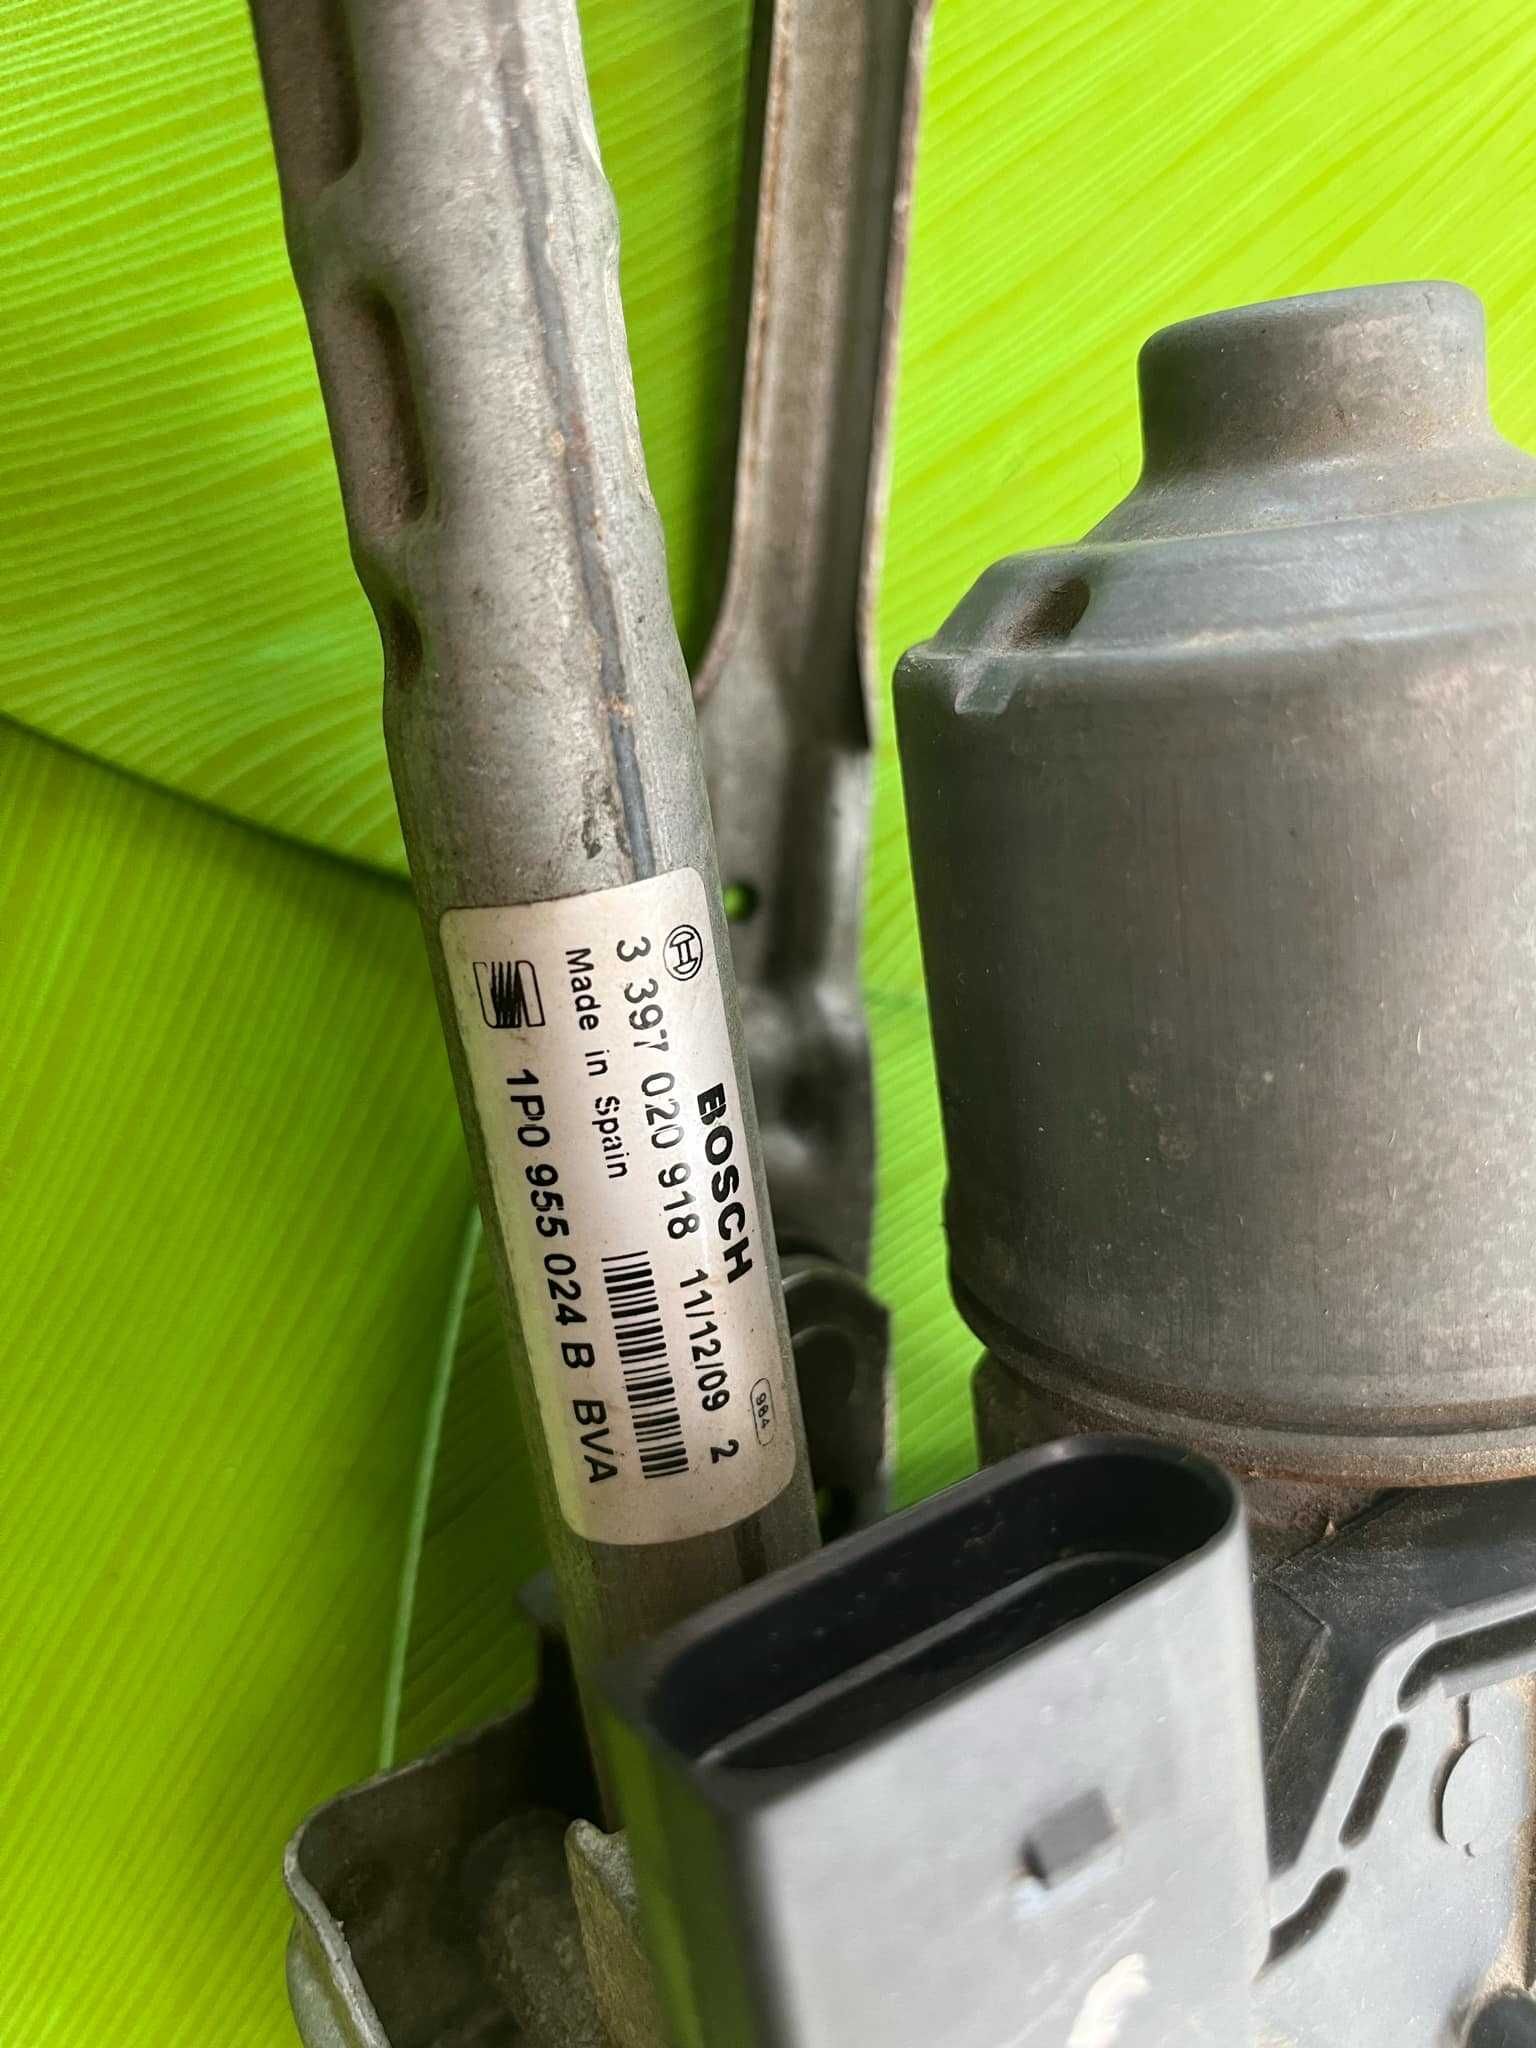 BOSCH
3 397 020 918 11/12/09 2
984
Made in Spain
1P0 955 024 B BVA